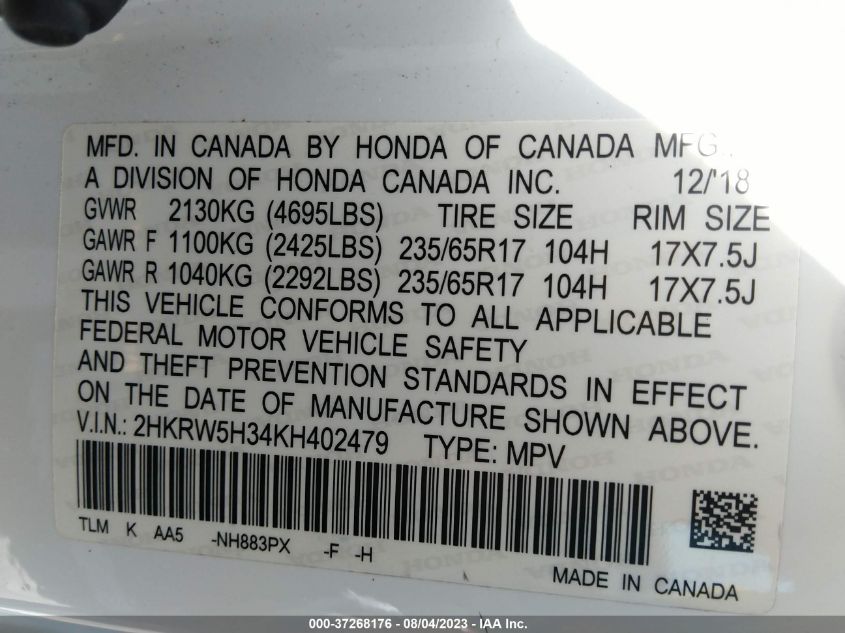 MFD. IN CANADA BY HONDA OF CANADA MFG.,
A DIVISION OF HONDA CANADA INC. 12/'18
GVWR 2130KG (4695LBS) TIRE SIZE RIM SIZE
GAWR F 1100KG (2425LBS) 235/65R17 104H 17X7.5J
GAWR R 1040KG (2292LBS) 235/65R17 104H 17X7.5J
THIS VEHICLE CONFORMS TO ALL APPLICABLE
FEDERAL MOTOR VEHICLE SAFETY
AND THEFT PREVENTION STANDARDS IN EFFECT
ON THE DATE OF MANUFACTURE SHOWN ABOVE.
V.I.N.: 2HKRW5H34KH402479 TYPE: MPV
TLM K AA5 -NH883PX -F -H
MADE IN CANADA
000-37268176 - 08/04/2023 - IAA Inc.